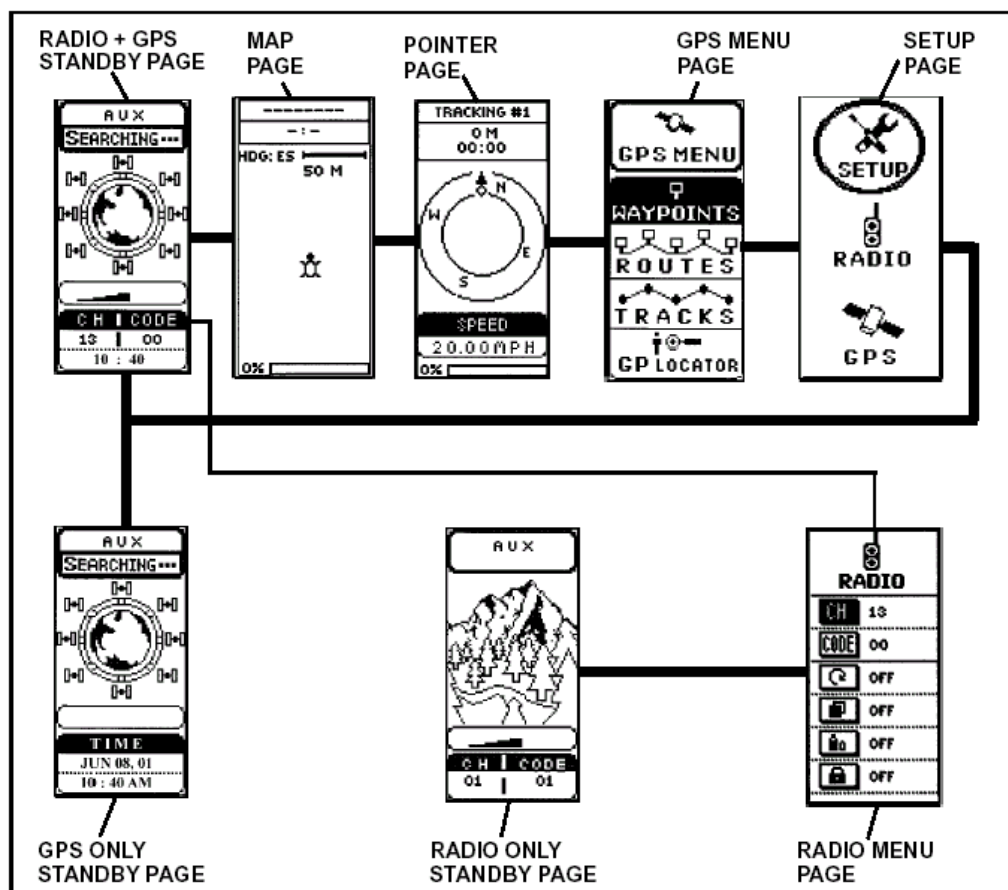 RADIO + GPS
STANDBY PAGE
MAP
PAGE
POINTER
PAGE
GPS MENU
PAGE
SETUP
PAGE
AUX
SEARCHING...
CH | CODE
13 | 00
10 : 40
--------
-:-
HDG: ES
50 M
0%
TRACKING #1
0 M
00:00
N
W
E
S
SPEED
20.00MPH
0%
GPS MENU
WAYPOINTS
ROUTES
TRACKS
GP LOCATOR
SETUP
RADIO
GPS
AUX
SEARCHING...
TIME
JUN 08, 01
10 : 40 AM
AUX
CH | CODE
01 | 01
RADIO
CH 13
CODE 00
OFF
OFF
OFF
OFF
GPS ONLY
STANDBY PAGE
RADIO ONLY
STANDBY PAGE
RADIO MENU
PAGE